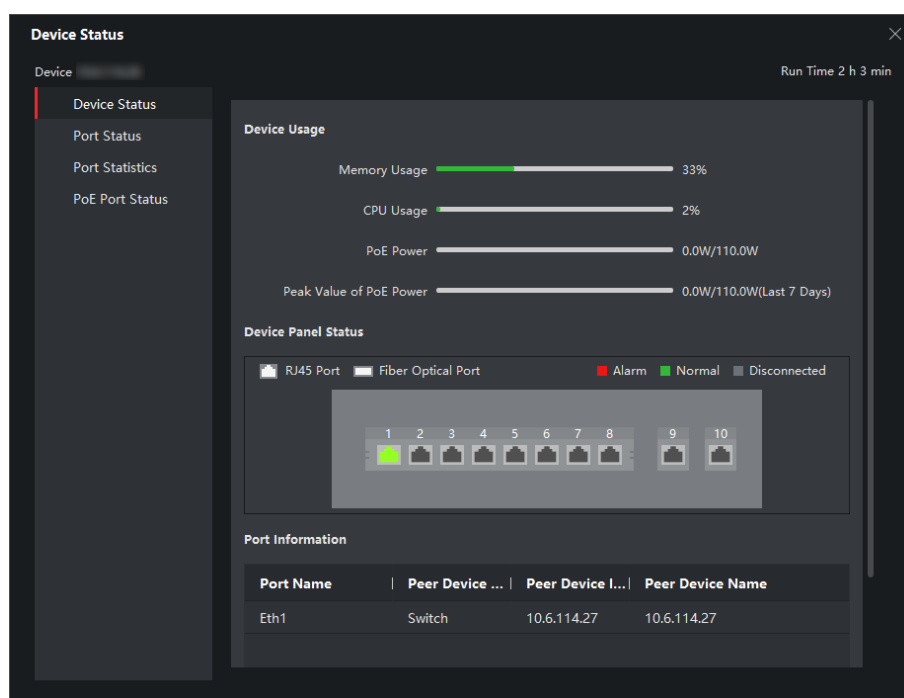 Device Status
Device
Run Time 2 h 3 min
Device Status
Port Status
Port Statistics
PoE Port Status
Device Usage
Memory Usage 33%
CPU Usage 2%
PoE Power 0.0W/110.0W
Peak Value of PoE Power 0.0W/110.0W(Last 7 Days)
Device Panel Status
RJ45 Port Fiber Optical Port Alarm Normal Disconnected
1 2 3 4 5 6 7 8 9 10
Port Information
Port Name | Peer Device ... | Peer Device I...| Peer Device Name
Eth1 Switch 10.6.114.27 10.6.114.27